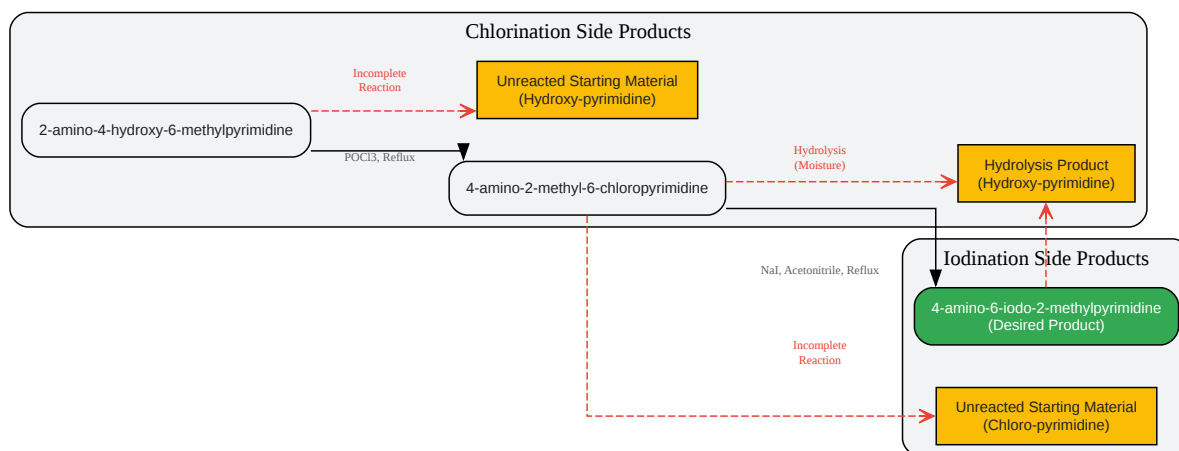 Chlorination Side Products
Incomplete
Reaction
Unreacted Starting Material
(Hydroxy-pyrimidine)
2-amino-4-hydroxy-6-methylpyrimidine
POCl3, Reflux
4-amino-2-methyl-6-chloropyrimidine
Hydrolysis
(Moisture)
Hydrolysis Product
(Hydroxy-pyrimidine)
Iodination Side Products
NaI, Acetonitrile, Reflux
4-amino-6-iodo-2-methylpyrimidine
(Desired Product)
Incomplete
Reaction
Unreacted Starting Material
(Chloro-pyrimidine)